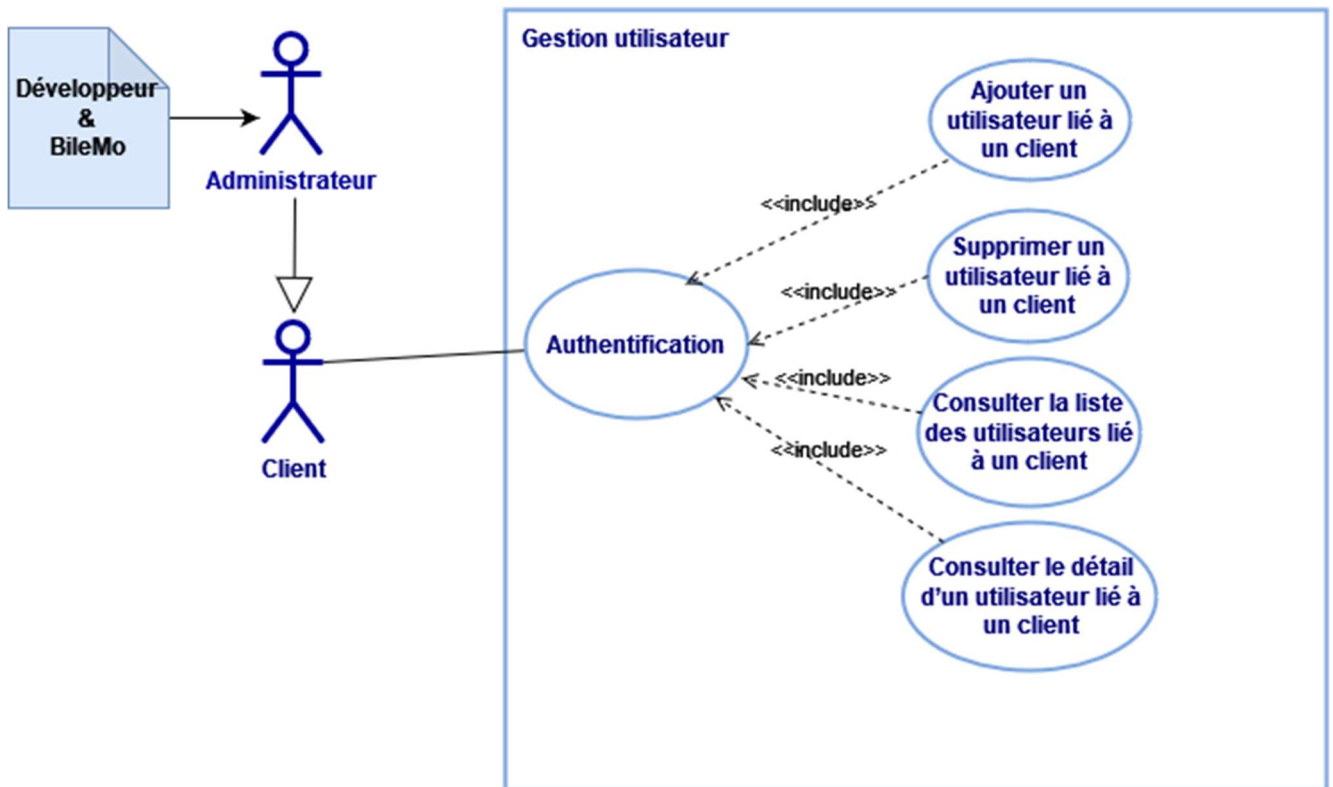 Développeur
&
BileMo
Administrateur
Client
Gestion utilisateur
Authentification
<<include>>
<<include>>
<<include>>
<<include>>
Ajouter un
utilisateur lié à
un client
Supprimer un
utilisateur lié à
un client
Consulter la liste
des utilisateurs lié
à un client
Consulter le détail
d'un utilisateur lié à
un client